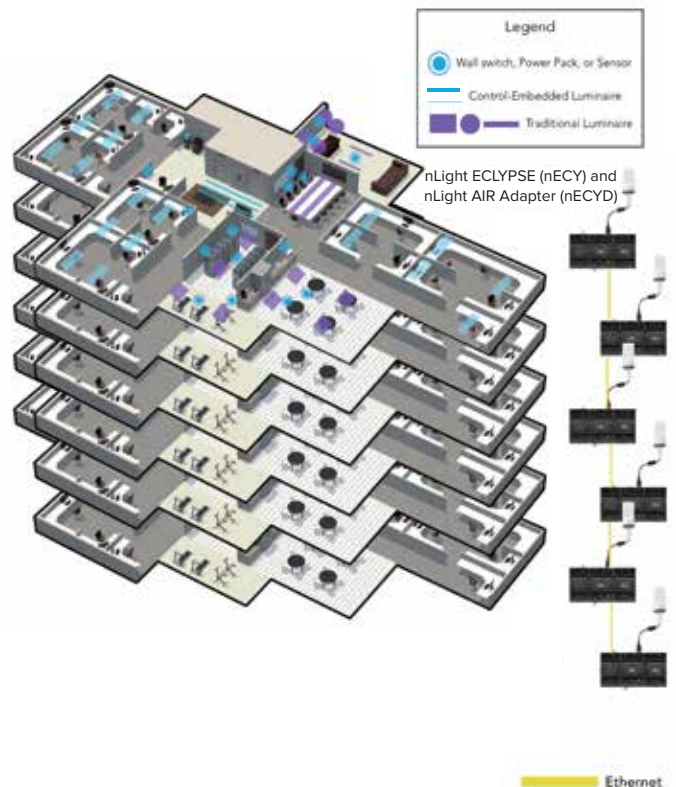 Legend
Wall switch, Power Pack, or Sensor
Control-Embedded Luminaire
Traditional Luminaire
nLight ECLYPSE (nECY) and
nLight AIR Adapter (nECYD)
Ethernet